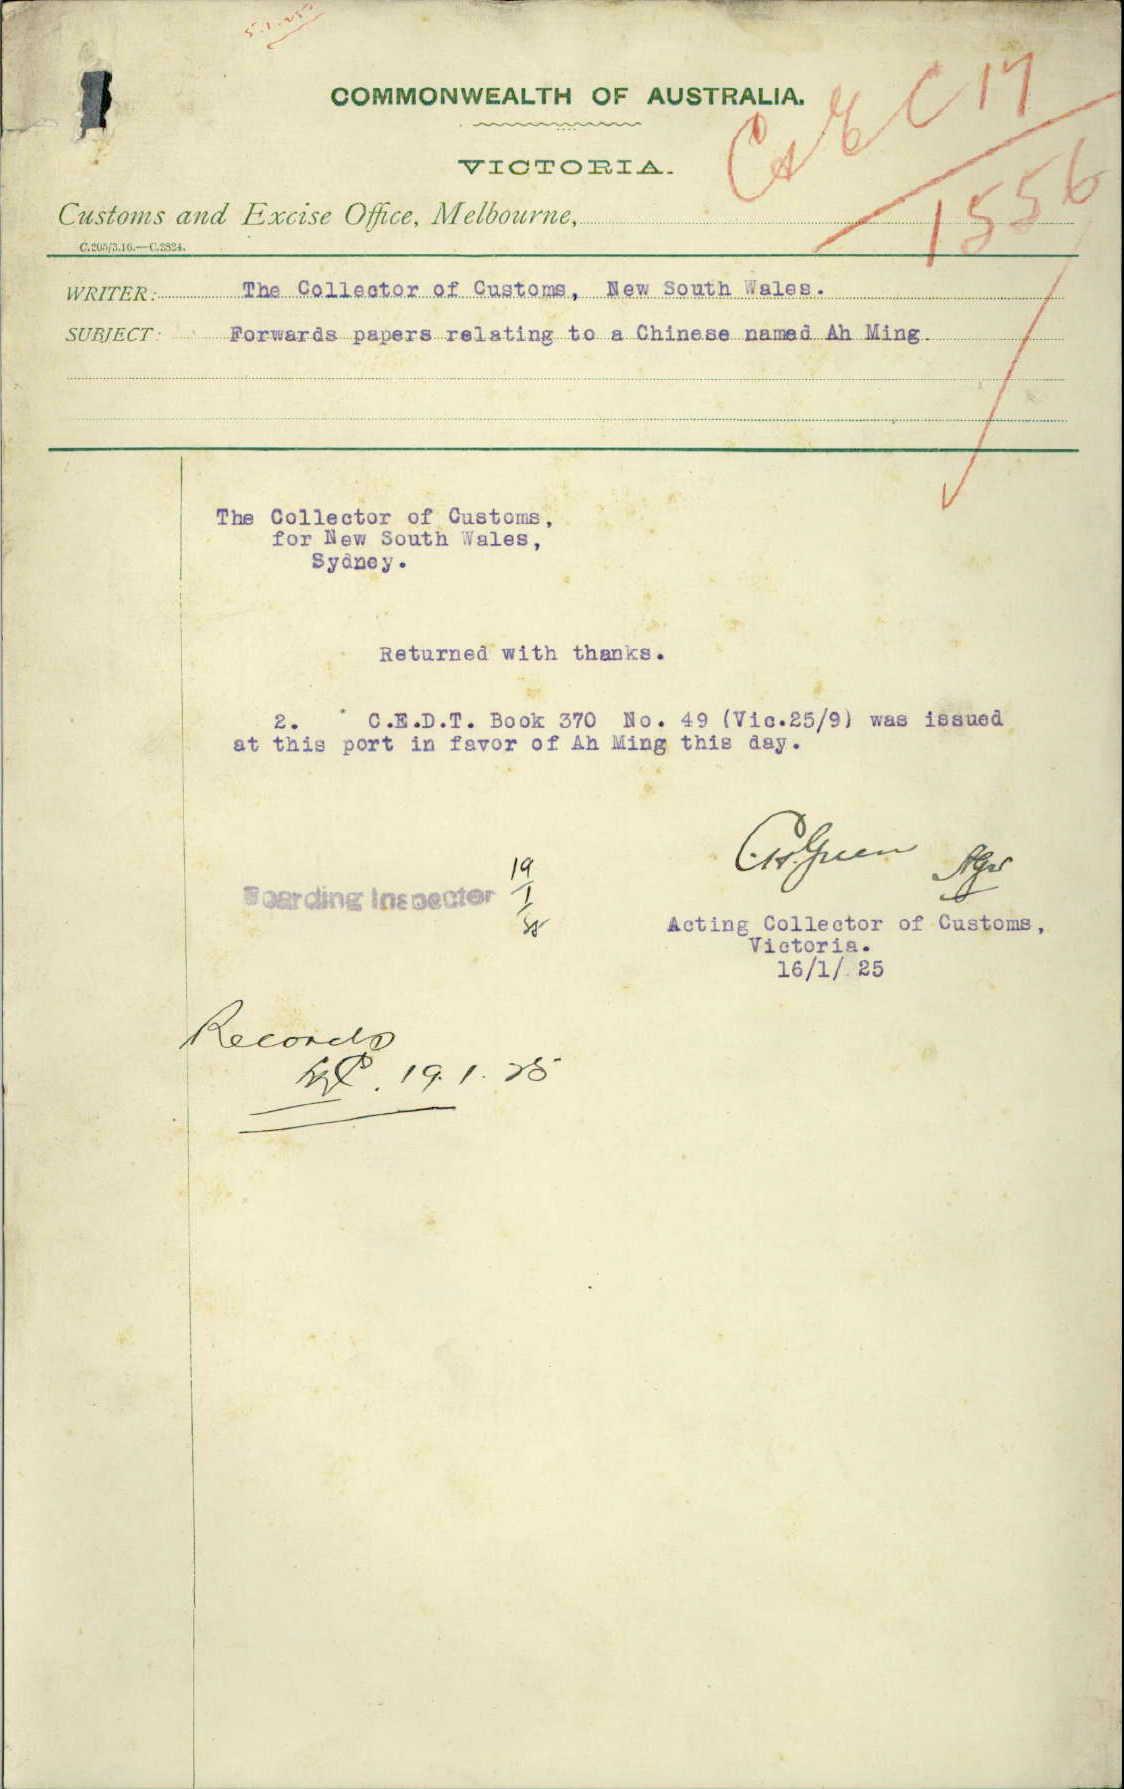 COMMONWEALTH OF AUSTRALIA.
VICTORIA.
Customs and Excise Office, Melbourne,
C.205/3.16.—C.2824.
C & E C 17
1556
WRITER: The Collector of Customs, New South Wales.
SUBJECT: Forwards papers relating to a Chinese named Ah Ming.
The Collector of Customs,
for New South Wales,
Sydney.
Returned with thanks.
2. C.E.D.T. Book 370 No. 49 (Vic.25/9) was issued
at this port in favor of Ah Ming this day.
C.H.Green
Boarding Inspector 19/1/25
Acting Collector of Customs,
Victoria.
16/1/ 25
Records
19.1.25